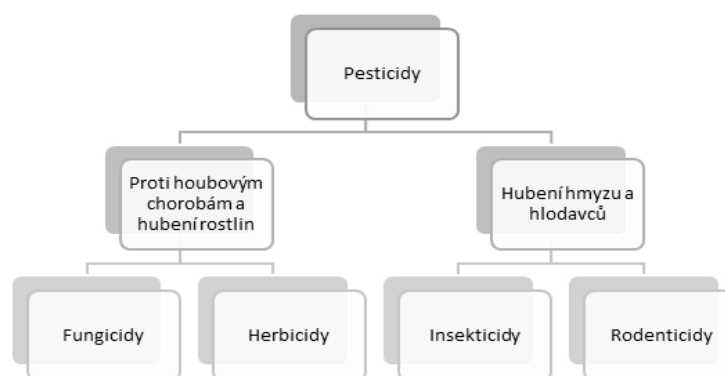 Pesticidy
Proti houbovým
chorobám a
hubení rostlin
Hubení hmyzu a
hlodavců
Fungicidy
Herbicidy
Insekticidy
Rodenticidy